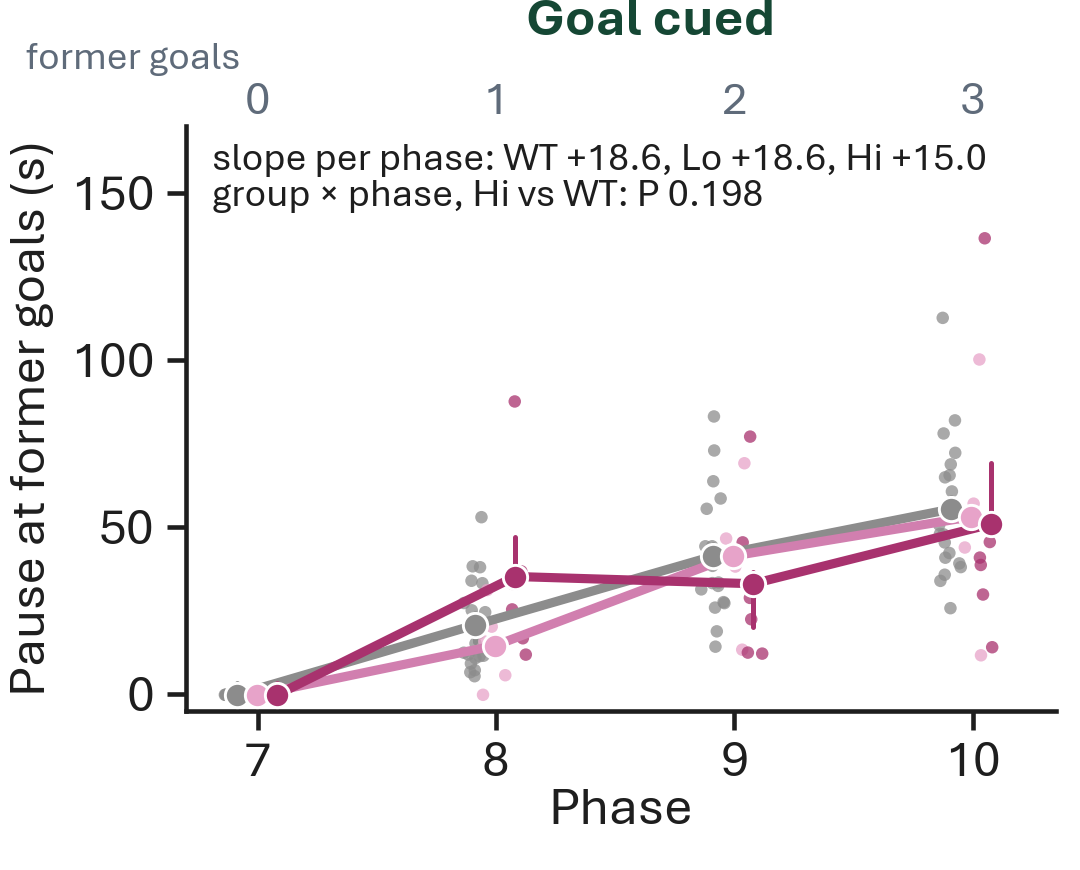 Goal cued
former goals
0 1 2 3
slope per phase: WT +18.6, Lo +18.6, Hi +15.0
group × phase, Hi vs WT: P 0.198
Pause at former goals (s)
150
100
50
0
7 8 9 10
Phase